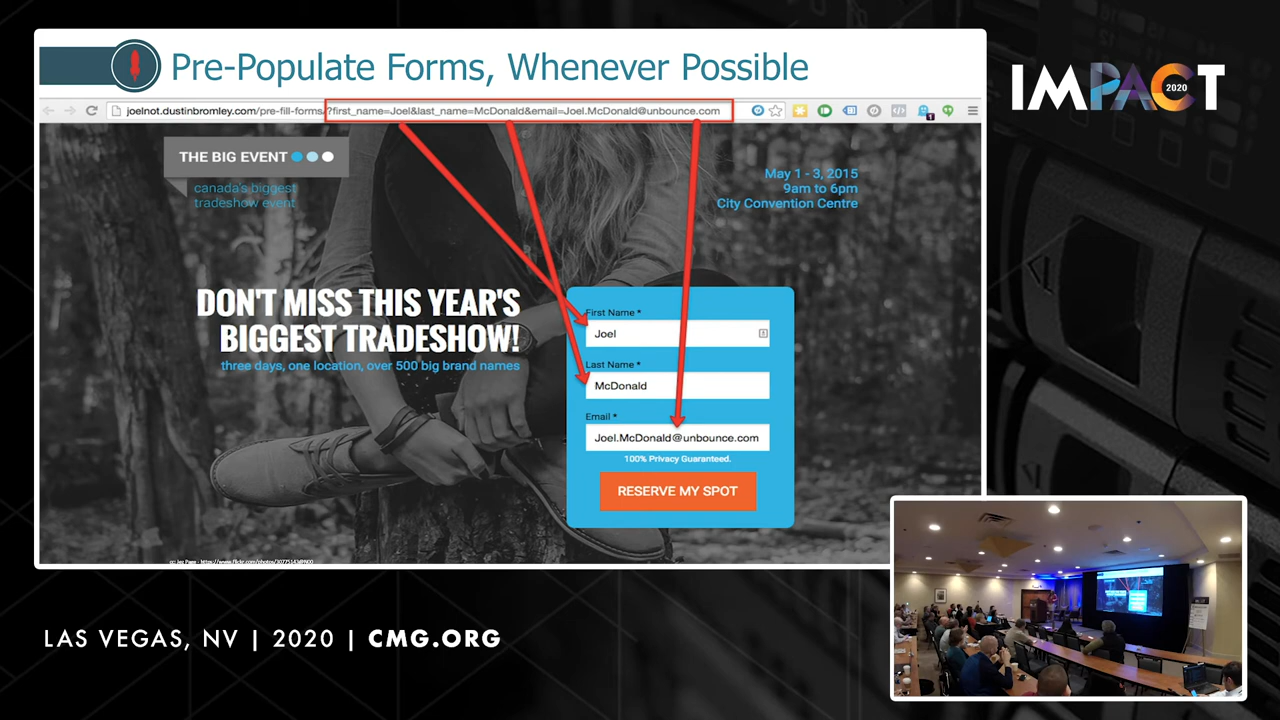 Pre-Populate Forms, Whenever Possible
IMPACT
2020
joelnot.dustinbromley.com/pre-fill-forms/?first_name=Joel&last_name=McDonald&email=Joel.McDonald@unbounce.com
1
THE BIG EVENT
canada's biggest
tradeshow event
May 1 - 3, 2015
9am to 6pm
City Convention Centre
DON'T MISS THIS YEAR'S
BIGGEST TRADESHOW!
three days, one location, over 500 big brand names
First Name *
Joel
Last Name *
McDonald
Email *
Joel.McDonald@unbounce.com
100% Privacy Guaranteed.
RESERVE MY SPOT
LAS VEGAS, NV | 2020 | CMG.ORG